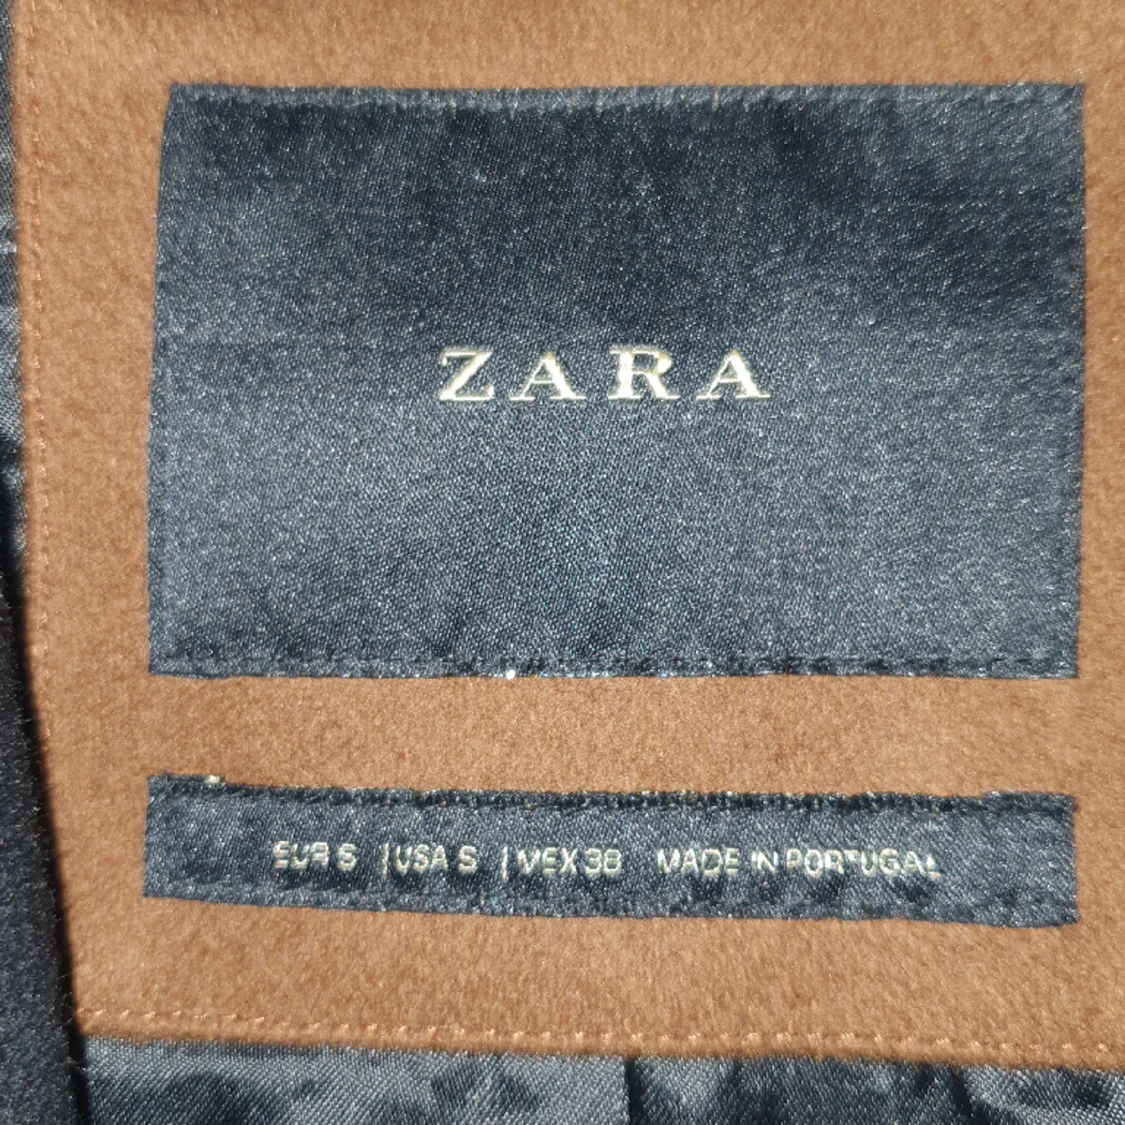 ZARA
EUR S | USA S | MEX 38 MADE IN PORTUGAL